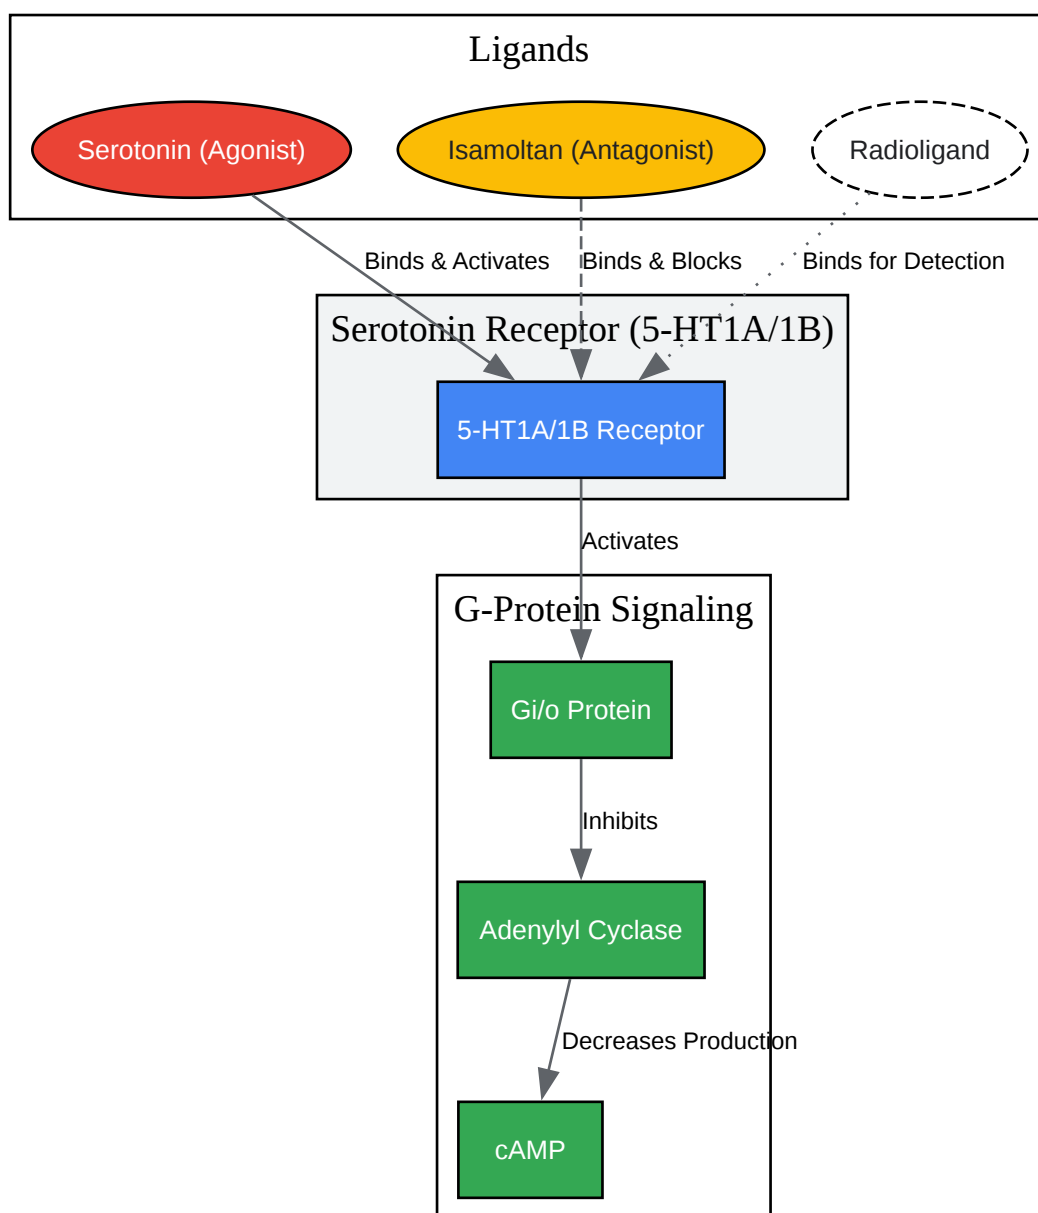 Ligands
Serotonin (Agonist)
Isamoltan (Antagonist)
Radioligand
Binds & Activates
Binds & Blocks
Binds for Detection
Serotonin Receptor (5-HT1A/1B)
5-HT1A/1B Receptor
Activates
G-Protein Signaling
Gi/o Protein
Inhibits
Adenylyl Cyclase
Decreases Production
cAMP